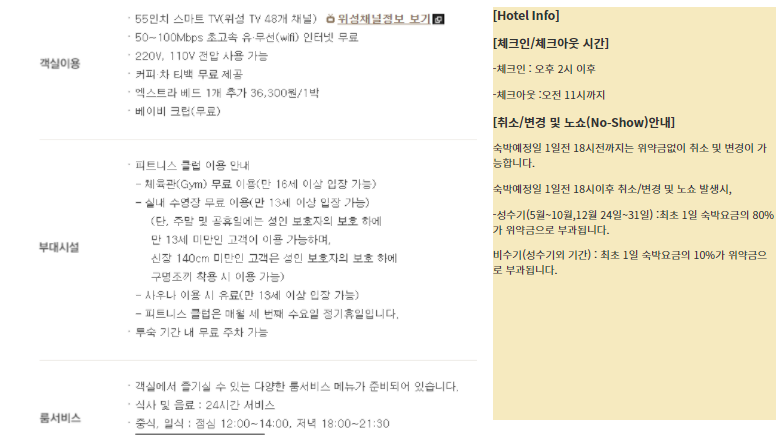 객실이용
· 55인치 스마트 TV(위성 TV 48개 채널) 위성채널정보 보기
· 50~100Mbps 초고속 유·무선(wifi) 인터넷 무료
· 220V, 110V 전압 사용 가능
· 커피·차 티백 무료 제공
· 엑스트라 베드 1개 추가 36,300원/1박
· 베이비 크립(무료)
부대시설
· 피트니스 클럽 이용 안내
- 체육관(Gym) 무료 이용(만 16세 이상 입장 가능)
- 실내 수영장 무료 이용(만 13세 이상 입장 가능)
(단, 주말 및 공휴일에는 성인 보호자의 보호 하에
만 13세 미만인 고객이 이용 가능하며,
신장 140cm 미만인 고객은 성인 보호자의 보호 하에
구명조끼 착용 시 이용 가능)
- 사우나 이용 시 유료(만 13세 이상 입장 가능)
- 피트니스 클럽은 매월 세 번째 수요일 정기휴일입니다.
· 투숙 기간 내 무료 주차 가능
룸서비스
· 객실에서 즐기실 수 있는 다양한 룸서비스 메뉴가 준비되어 있습니다.
· 식사 및 음료 : 24시간 서비스
· 중식, 일식 : 점심 12:00~14:00, 저녁 18:00~21:30
[Hotel Info]
[체크인/체크아웃 시간]
-체크인 : 오후 2시 이후
-체크아웃 :오전 11시까지
[취소/변경 및 노쇼(No-Show)안내]
숙박예정일 1일전 18시전까지는 위약금없이 취소 및 변경이 가
능합니다.
숙박예정일 1일전 18시이후 취소/변경 및 노쇼 발생시,
-성수기(5월~10월,12월 24일~31일) :최초 1일 숙박요금의 80%
가 위약금으로 부과됩니다.
비수기(성수기외 기간) : 최초 1일 숙박요금의 10%가 위약금으
로 부과됩니다.